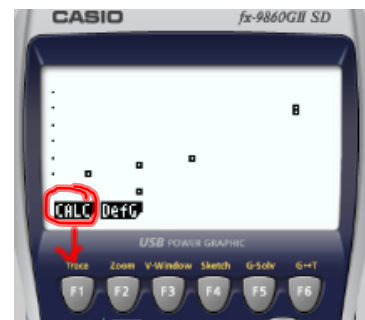 CASIO fx-9860GII SD
CALC DefG
USB POWER GRAPHIC
Trace Zoom V-Window Sketch G-Solv G↔T
F1 F2 F3 F4 F5 F6